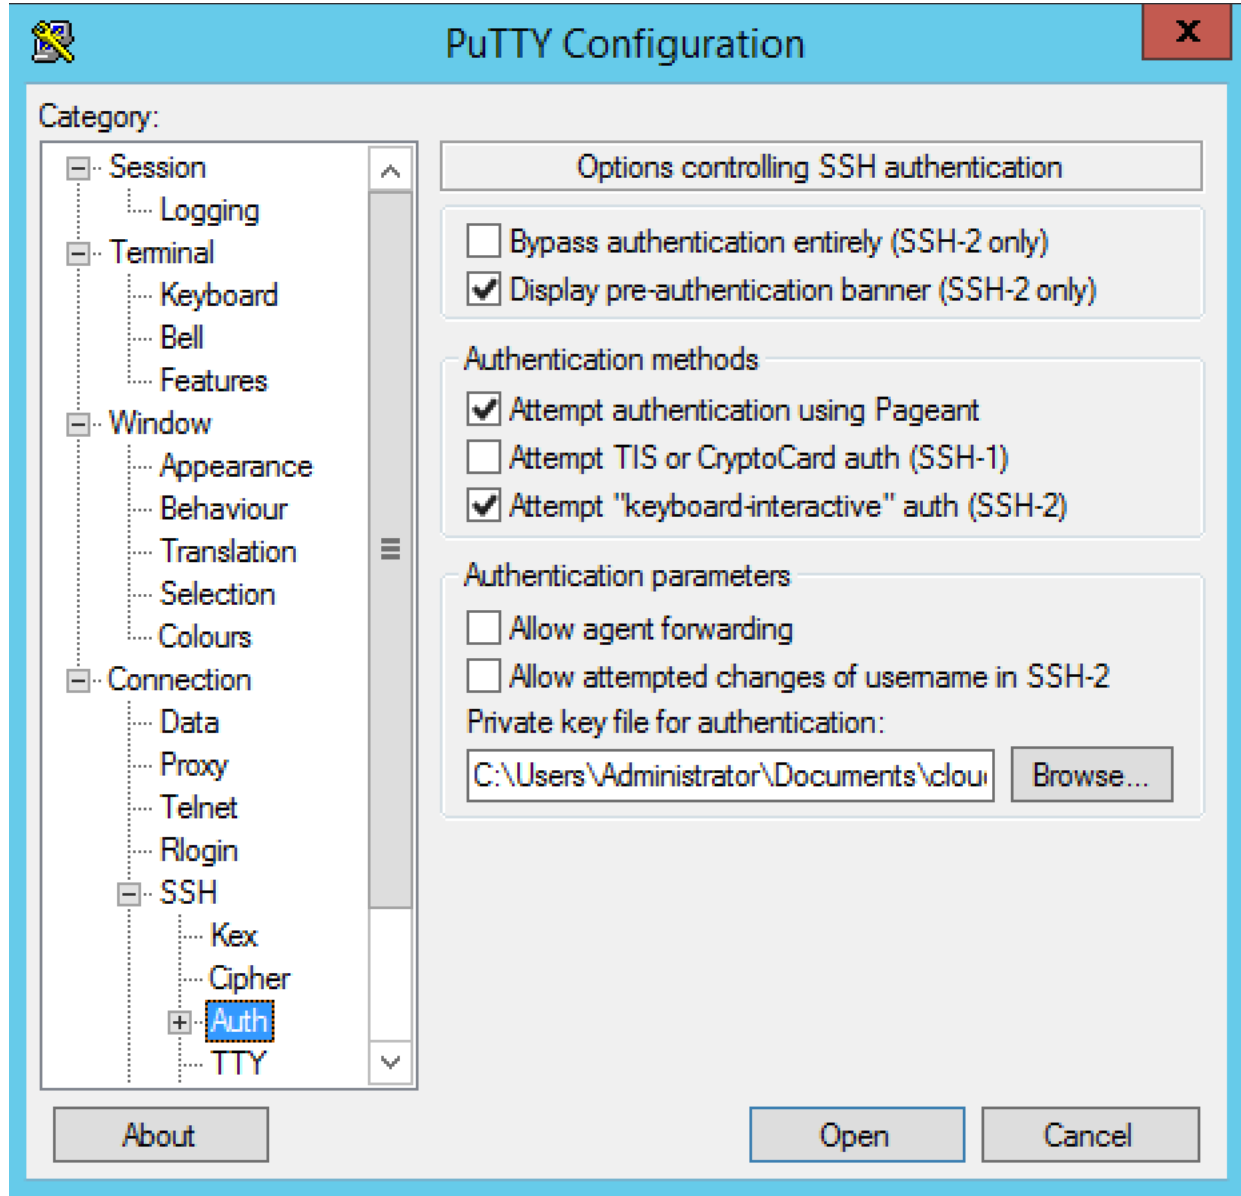 PuTTY Configuration
x
Category:
Session
Logging
Terminal
Keyboard
Bell
Features
Window
Appearance
Behaviour
Translation
Selection
Colours
Connection
Data
Proxy
Telnet
Rlogin
SSH
Kex
Cipher
Auth
TTY
Options controlling SSH authentication
Bypass authentication entirely (SSH-2 only)
Display pre-authentication banner (SSH-2 only)
Authentication methods
Attempt authentication using Pageant
Attempt TIS or CryptoCard auth (SSH-1)
Attempt "keyboard-interactive" auth (SSH-2)
Authentication parameters
Allow agent forwarding
Allow attempted changes of username in SSH-2
Private key file for authentication:
C:\Users\Administrator\Documents\clou
Browse...
About
Open
Cancel